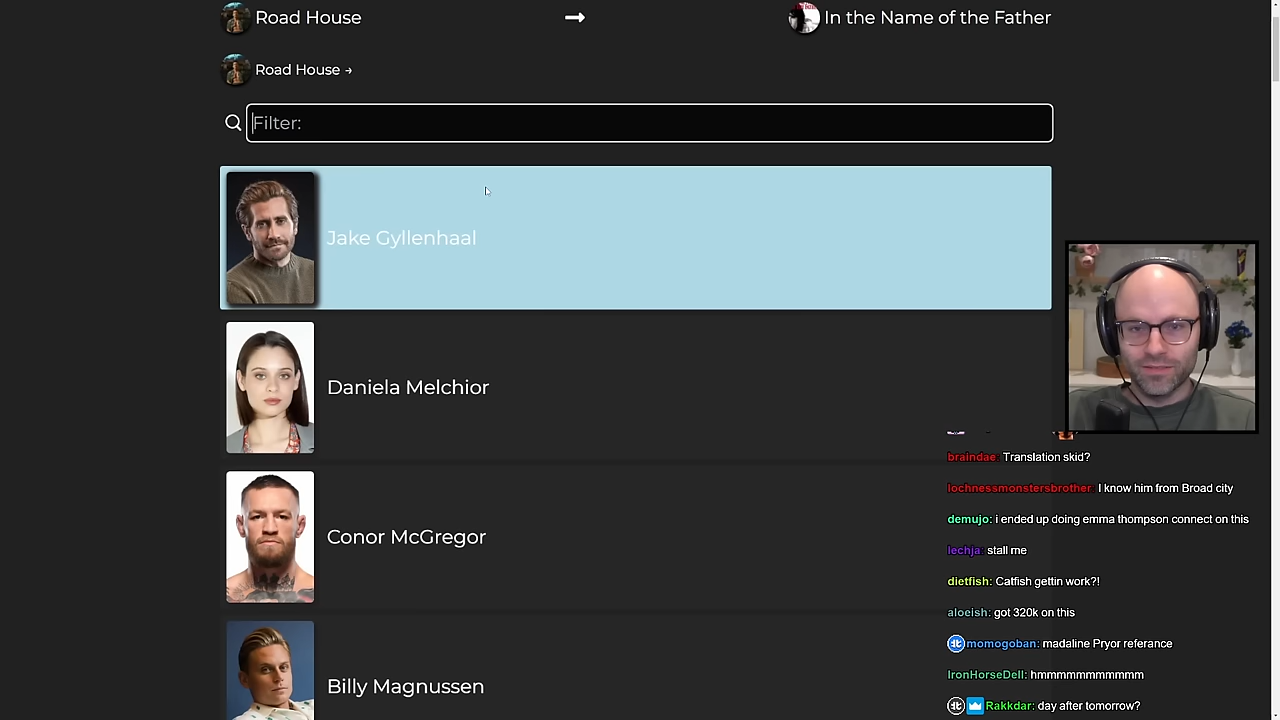 Road House
In the Name of the Father
Road House →
Filter:
Jake Gyllenhaal
Daniela Melchior
Conor McGregor
Billy Magnussen
braindae: Translation skid?
lochnessmonstersbrother: I know him from Broad city
demujo: i ended up doing emma thompson connect on this
lechja: stall me
dietfish: Catfish gettin work?!
aloeish: got 320k on this
momogoban: madaline Pryor referance
IronHorseDell: hmmmmmmmmmmm
Rakkdar: day after tomorrow?